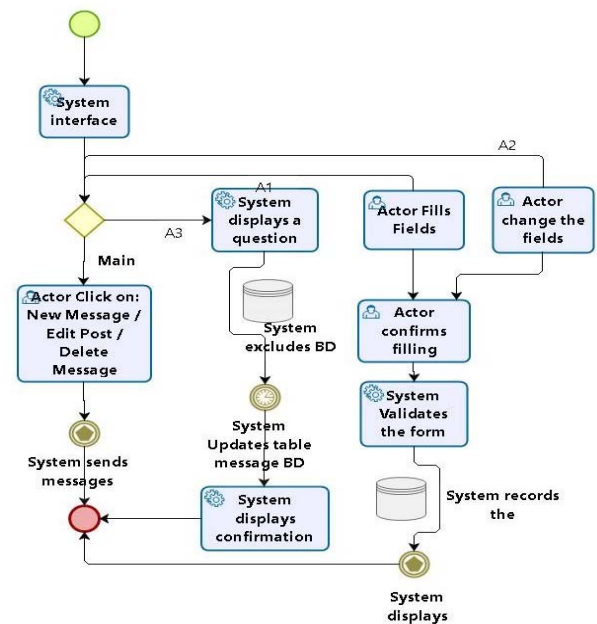 System
interface
A2
A1
System
displays a
question
A3
Actor Fills
Fields
Actor
change the
fields
Main
Actor Click on:
New Message /
Edit Post /
Delete
Message
System
excludes BD
Actor
confirms
filling
System
Updates table
message BD
System
Validates
the form
System sends
messages
System
displays
confirmation
System records
the
System
displays